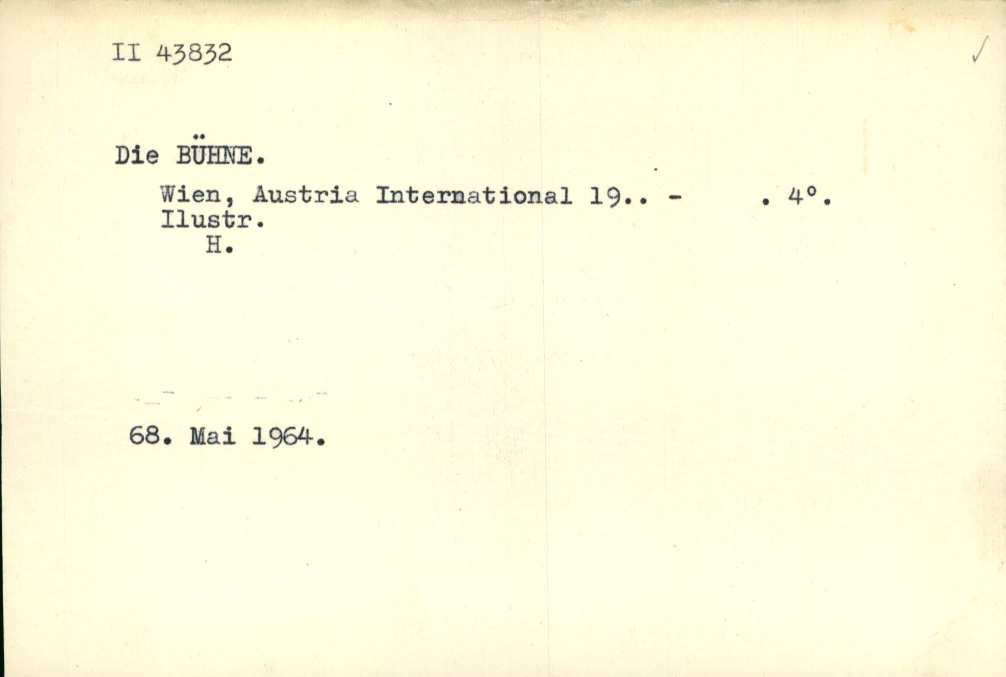 II 43832
Die BÜHNE.
Wien, Austria International 19.. - . 4°.
Ilustr.
H.
68. Mai 1964.